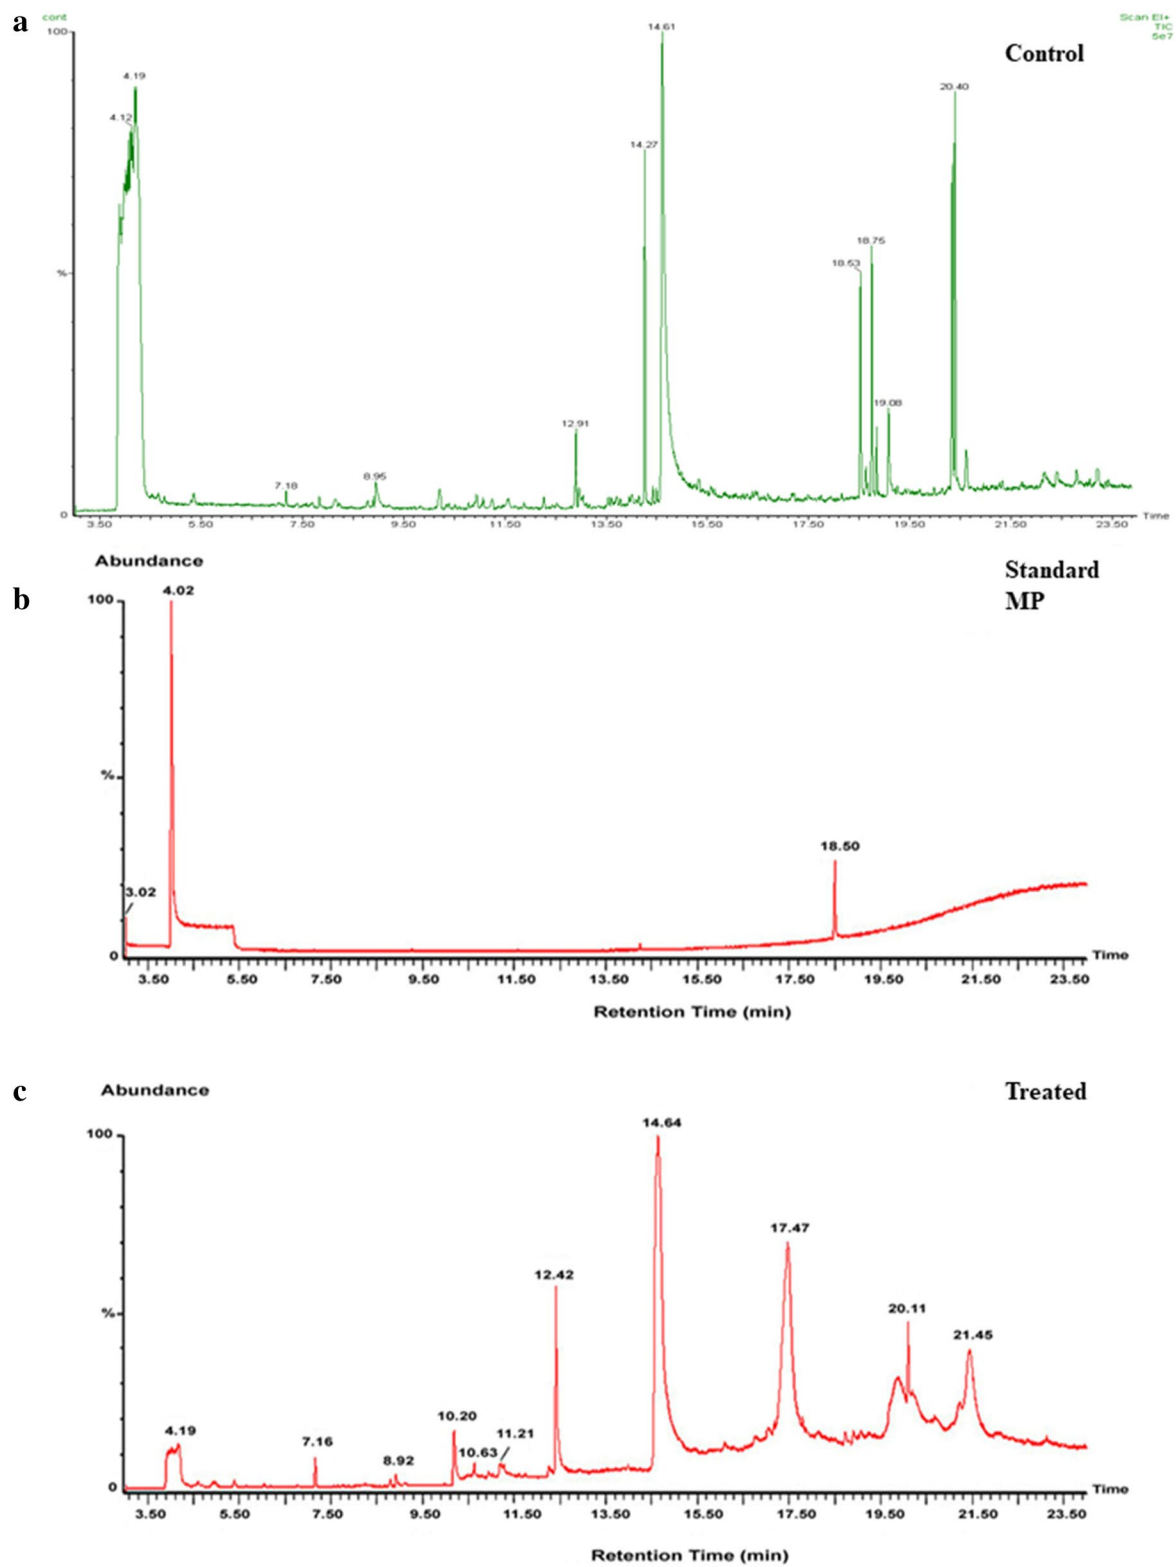 a
cont
Scan EI+
TIC
5e7
Control
100
%
0
4.12
4.19
7.18
8.95
12.91
14.27
14.61
18.53
18.75
19.08
20.40
3.50 5.50 7.50 9.50 11.50 13.50 15.50 17.50 19.50 21.50 23.50
Time
b
Abundance
Standard
MP
100
%
0
3.02
4.02
18.50
3.50 5.50 7.50 9.50 11.50 13.50 15.50 17.50 19.50 21.50 23.50
Time
Retention Time (min)
c
Abundance
Treated
100
%
0
4.19
7.16
8.92
10.20
10.63
11.21
12.42
14.64
17.47
20.11
21.45
3.50 5.50 7.50 9.50 11.50 13.50 15.50 17.50 19.50 21.50 23.50
Time
Retention Time (min)